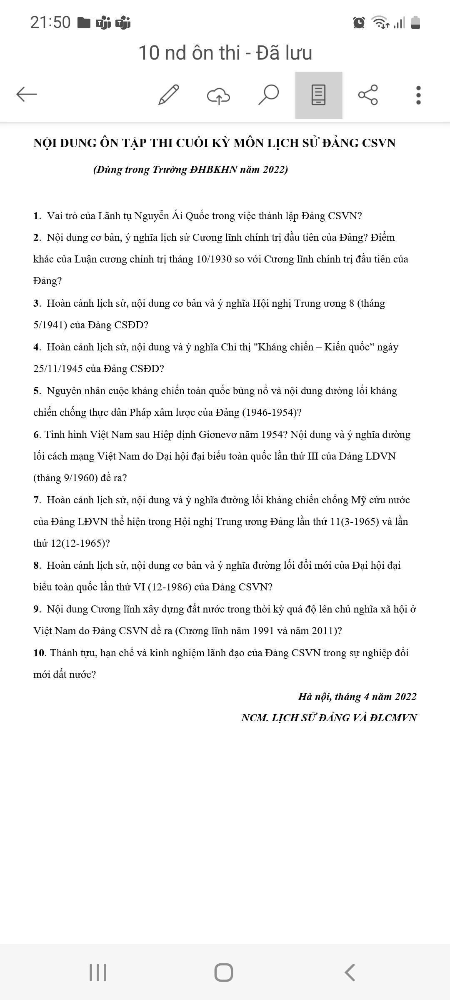 21:50
10 nd ôn thi - Đã lưu
NỘI DUNG ÔN TẬP THI CUỐI KỲ MÔN LỊCH SỬ ĐẢNG CSVN
(Dùng trong Trường ĐHBKHN năm 2022)
1. Vai trò của Lãnh tụ Nguyễn Ái Quốc trong việc thành lập Đảng CSVN?
2. Nội dung cơ bản, ý nghĩa lịch sử Cương lĩnh chính trị đầu tiên của Đảng? Điểm
khác của Luận cương chính trị tháng 10/1930 so với Cương lĩnh chính trị đầu tiên của
Đảng?
3. Hoàn cảnh lịch sử, nội dung cơ bản và ý nghĩa Hội nghị Trung ương 8 (tháng
5/1941) của Đảng CSĐD?
4. Hoàn cảnh lịch sử, nội dung và ý nghĩa Chỉ thị "Kháng chiến – Kiến quốc” ngày
25/11/1945 của Đảng CSĐD?
5. Nguyên nhân cuộc kháng chiến toàn quốc bùng nổ và nội dung đường lối kháng
chiến chống thực dân Pháp xâm lược của Đảng (1946-1954)?
6. Tình hình Việt Nam sau Hiệp định Giơnevơ năm 1954? Nội dung và ý nghĩa đường
lối cách mạng Việt Nam do Đại hội đại biểu toàn quốc lần thứ III của Đảng LĐVN
(tháng 9/1960) đề ra?
7. Hoàn cảnh lịch sử, nội dung và ý nghĩa đường lối kháng chiến chống Mỹ cứu nước
của Đảng LĐVN thể hiện trong Hội nghị Trung ương Đảng lần thứ 11(3-1965) và lần
thứ 12(12-1965)?
8. Hoàn cảnh lịch sử, nội dung cơ bản và ý nghĩa đường lối đổi mới của Đại hội đại
biểu toàn quốc lần thứ VI (12-1986) của Đảng CSVN?
9. Nội dung Cương lĩnh xây dựng đất nước trong thời kỳ quá độ lên chủ nghĩa xã hội ở
Việt Nam do Đảng CSVN đề ra (Cương lĩnh năm 1991 và năm 2011)?
10. Thành tựu, hạn chế và kinh nghiệm lãnh đạo của Đảng CSVN trong sự nghiệp đổi
mới đất nước?
Hà nội, tháng 4 năm 2022
NCM. LỊCH SỬ ĐẢNG VÀ ĐLCMVN